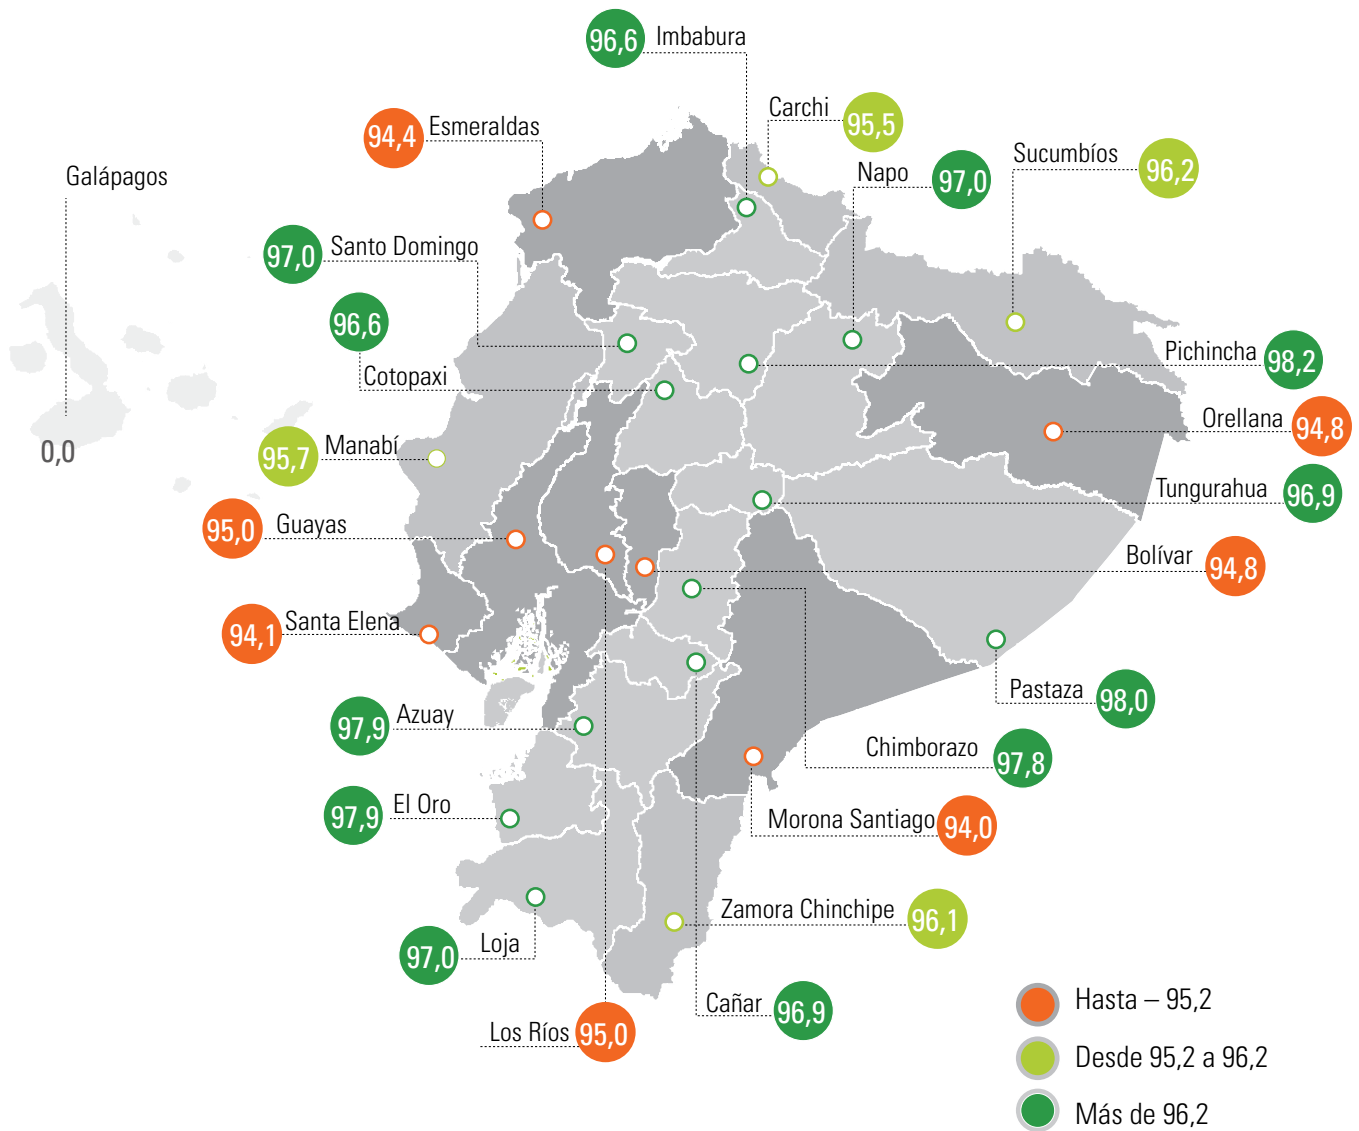 96,6 Imbabura
Carchi 95,5
94,4 Esmeraldas
Sucumbíos 96,2
Napo 97,0
Galápagos
0,0
97,0 Santo Domingo
96,6
Cotopaxi
Pichincha 98,2
Orellana 94,8
95,7 Manabí
Tungurahua 96,9
95,0 Guayas
Bolívar 94,8
94,1 Santa Elena
Pastaza 98,0
97,9 Azuay
Chimborazo 97,8
97,9 El Oro
Morona Santiago 94,0
Zamora Chinchipe 96,1
97,0 Loja
Cañar 96,9
Los Ríos 95,0
Hasta – 95,2
Desde 95,2 a 96,2
Más de 96,2